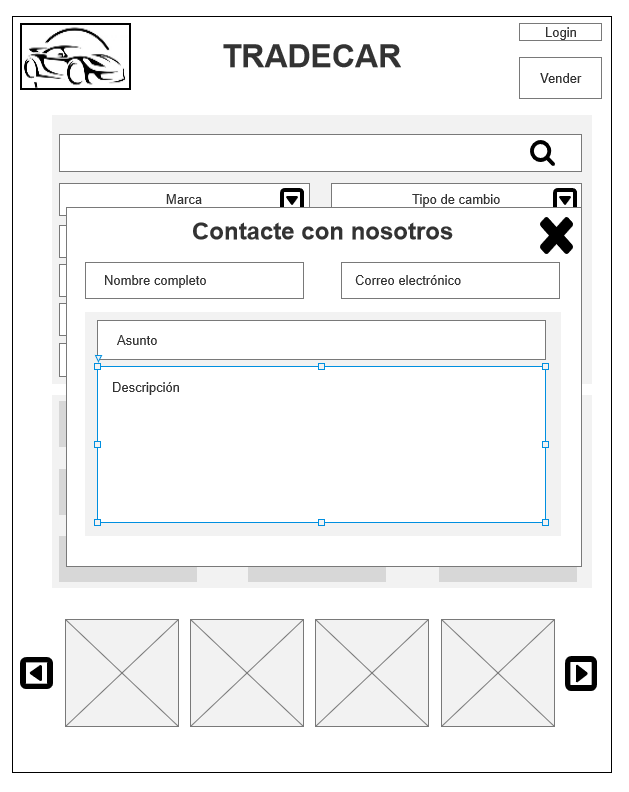 Login
TRADECAR
Vender
Marca
Tipo de cambio
Contacte con nosotros
Nombre completo
Correo electrónico
Asunto
Descripción